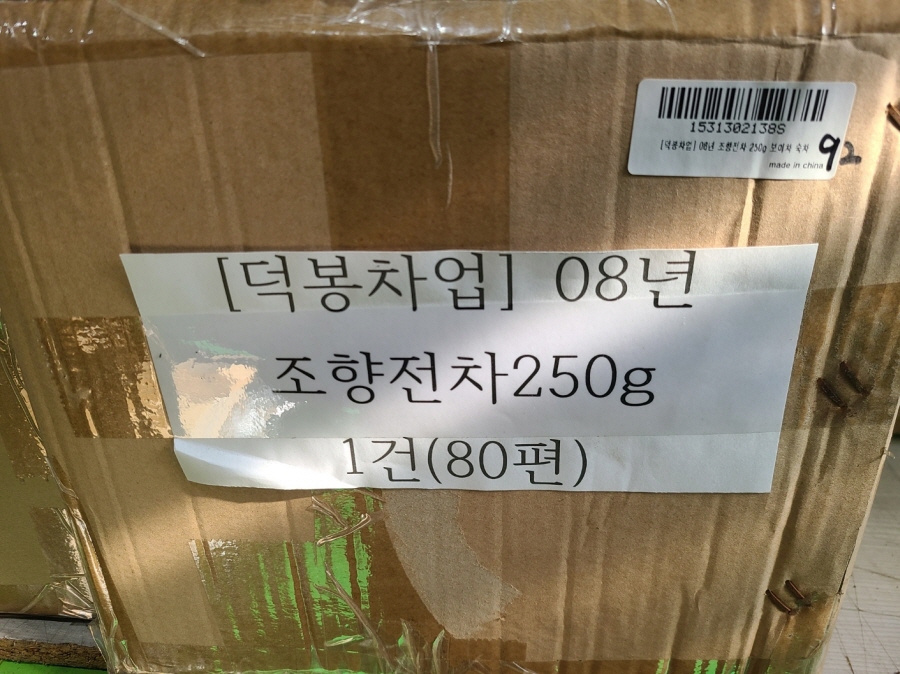 1531302138S
[덕봉차업] 08년 조향전차 250g 보이차 숙차
made in china
92
[덕봉차업] 08년
조향전차250g
1건(80편)